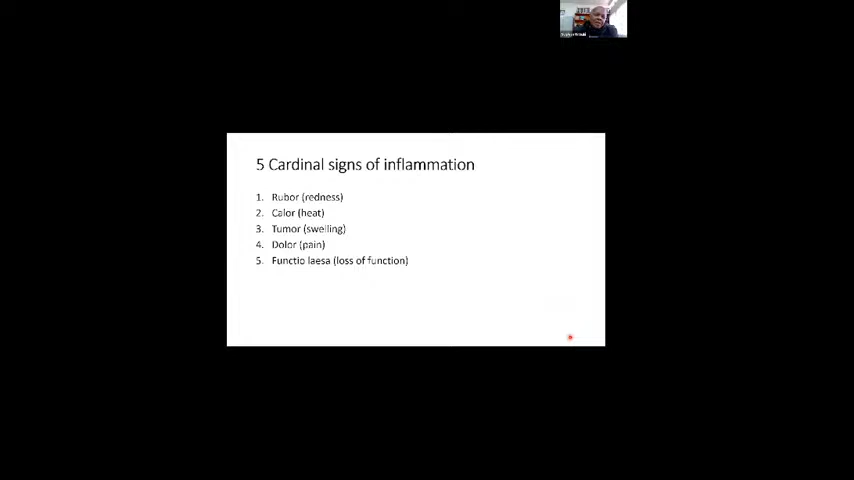 5 Cardinal signs of inflammation
1. Rubor (redness)
2. Calor (heat)
3. Tumor (swelling)
4. Dolor (pain)
5. Functio laesa (loss of function)